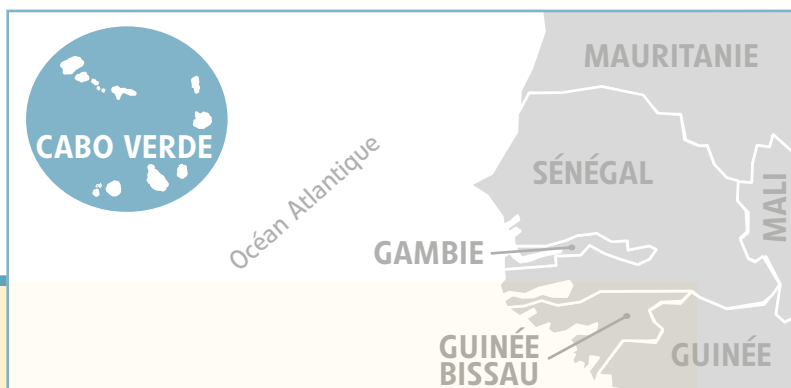 MAURITANIE
CABO VERDE
Océan Atlantique
SÉNÉGAL
MALI
GAMBIE
GUINÉE
BISSAU
GUINÉE